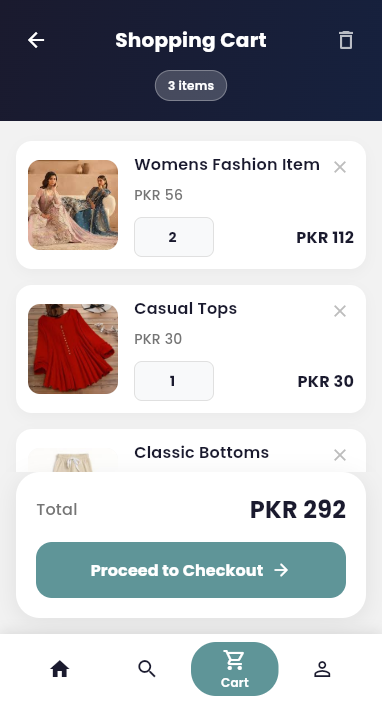 Shopping Cart
3 items
Womens Fashion Item
PKR 56
2
PKR 112
Casual Tops
PKR 30
1
PKR 30
Classic Bottoms
Total
PKR 292
Proceed to Checkout
Cart